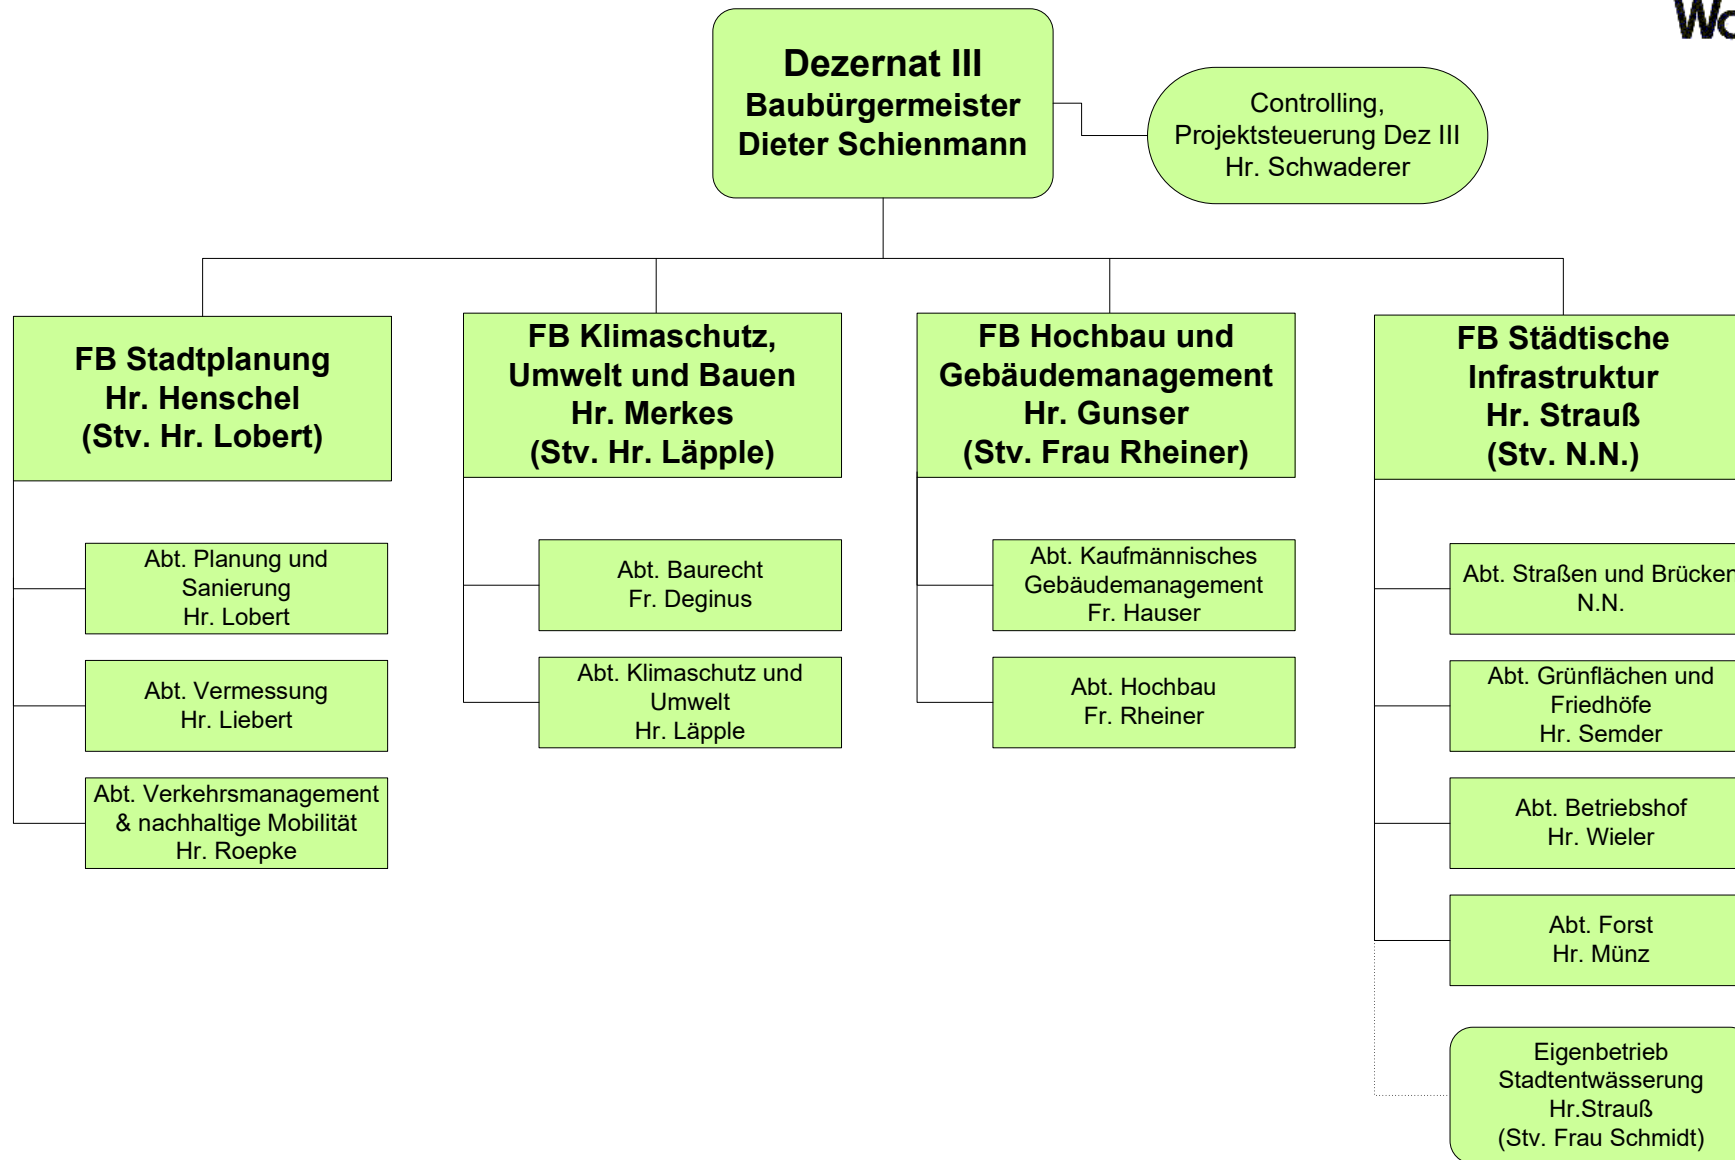 Dezernat III
Baubürgermeister
Dieter Schienmann
Controlling,
Projektsteuerung Dez III
Hr. Schwaderer
FB Stadtplanung
Hr. Henschel
(Stv. Hr. Lobert)
Abt. Planung und
Sanierung
Hr. Lobert
Abt. Vermessung
Hr. Liebert
Abt. Verkehrsmanagement
& nachhaltige Mobilität
Hr. Roepke
FB Klimaschutz,
Umwelt und Bauen
Hr. Merkes
(Stv. Hr. Läpple)
Abt. Baurecht
Fr. Deginus
Abt. Klimaschutz und
Umwelt
Hr. Läpple
FB Hochbau und
Gebäudemanagement
Hr. Gunser
(Stv. Frau Rheiner)
Abt. Kaufmännisches
Gebäudemanagement
Fr. Hauser
Abt. Hochbau
Fr. Rheiner
FB Städtische
Infrastruktur
Hr. Strauß
(Stv. N.N.)
Abt. Straßen und Brücken
N.N.
Abt. Grünflächen und
Friedhöfe
Hr. Semder
Abt. Betriebshof
Hr. Wieler
Abt. Forst
Hr. Münz
Eigenbetrieb
Stadtentwässerung
Hr.Strauß
(Stv. Frau Schmidt)